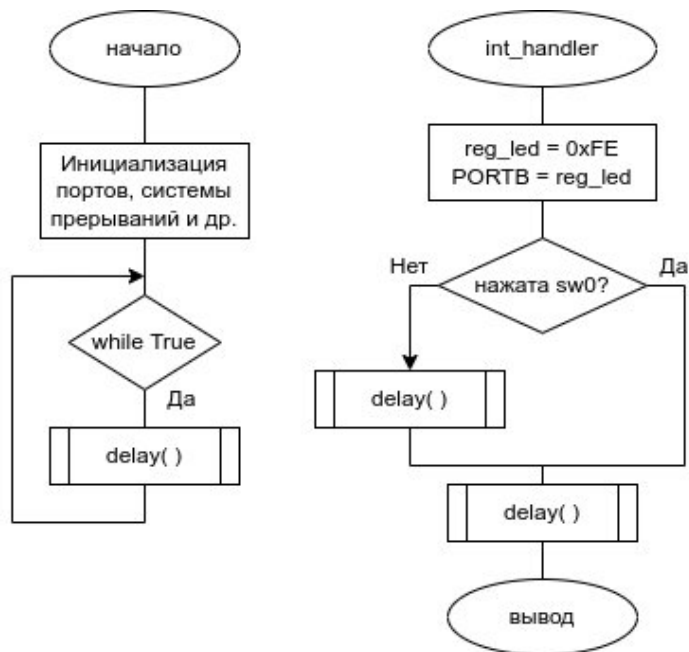 начало
Инициализация
портов, системы
прерываний и др.
while True
Да
delay( )
int_handler
reg_led = 0xFE
PORTB = reg_led
Нет
нажата sw0?
Да
delay( )
delay( )
вывод